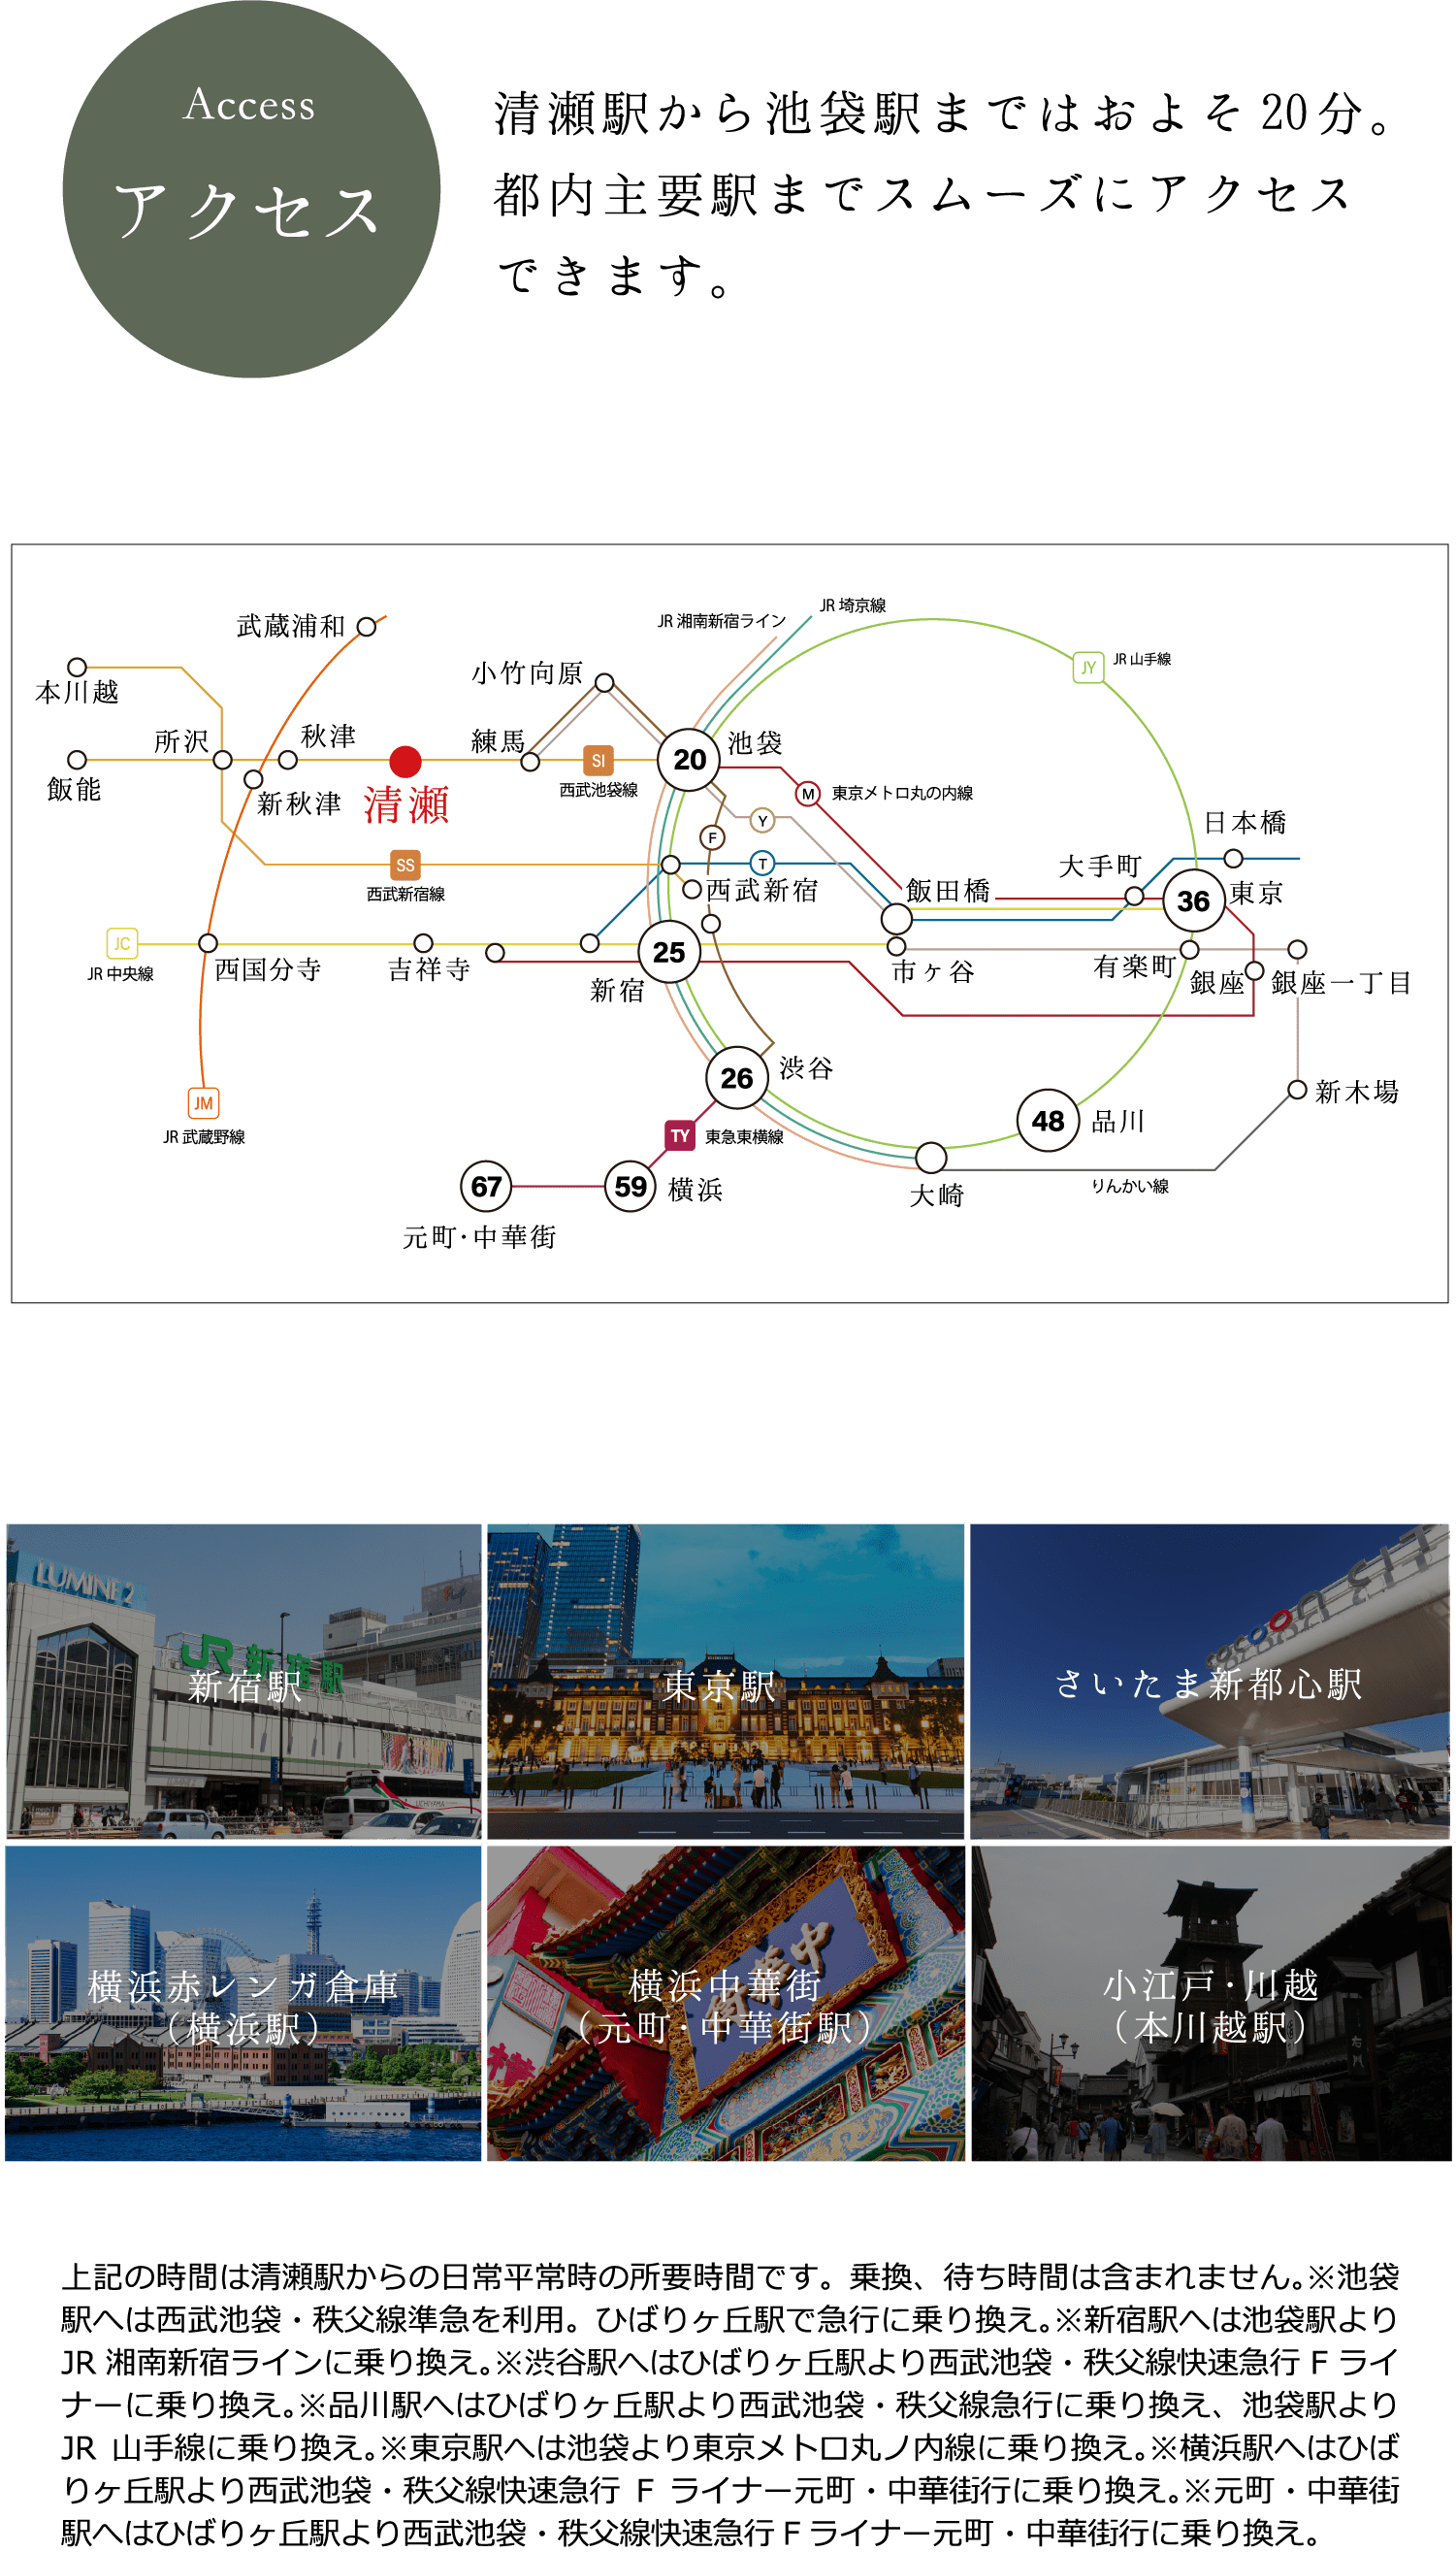 Access
アクセス
清瀬駅から池袋駅まではおよそ20分。
都内主要駅までスムーズにアクセス
できます。
JR 埼京線
JR 湘南新宿ライン
武蔵浦和
JY
JR 山手線
小竹向原
本川越
所沢
秋津
練馬
SI
20
池袋
飯能
新秋津
清瀬
西武池袋線
M
東京メトロ丸の内線
Y
F
日本橋
SS
T
大手町
西武新宿線
西武新宿
飯田橋
36
東京
JC
JR 中央線
西国分寺
吉祥寺
25
新宿
市ヶ谷
有楽町
銀座
銀座一丁目
26
渋谷
新木場
JM
JR 武蔵野線
48
品川
TY
東急東横線
67
59
横浜
大崎
りんかい線
元町・中華街
LUMINE2
JR新宿駅
新宿駅
東京駅
COCOON CIT
さいたま新都心駅
横浜赤レンガ倉庫
（横浜駅）
中華街
横浜中華街
（元町・中華街駅）
小江戸・川越
（本川越駅）
上記の時間は清瀬駅からの日常平常時の所要時間です。乗換、待ち時間は含まれません。※池袋
駅へは西武池袋・秩父線準急を利用。ひばりヶ丘駅で急行に乗り換え。※新宿駅へは池袋駅より
JR 湘南新宿ラインに乗り換え。※渋谷駅へはひばりヶ丘駅より西武池袋・秩父線快速急行 F ライ
ナーに乗り換え。※品川駅へはひばりヶ丘駅より西武池袋・秩父線急行に乗り換え、池袋駅より
JR 山手線に乗り換え。※東京駅へは池袋より東京メトロ丸ノ内線に乗り換え。※横浜駅へはひば
りヶ丘駅より西武池袋・秩父線快速急行 F ライナー元町・中華街行に乗り換え。※元町・中華街
駅へはひばりヶ丘駅より西武池袋・秩父線快速急行 F ライナー元町・中華街行に乗り換え。